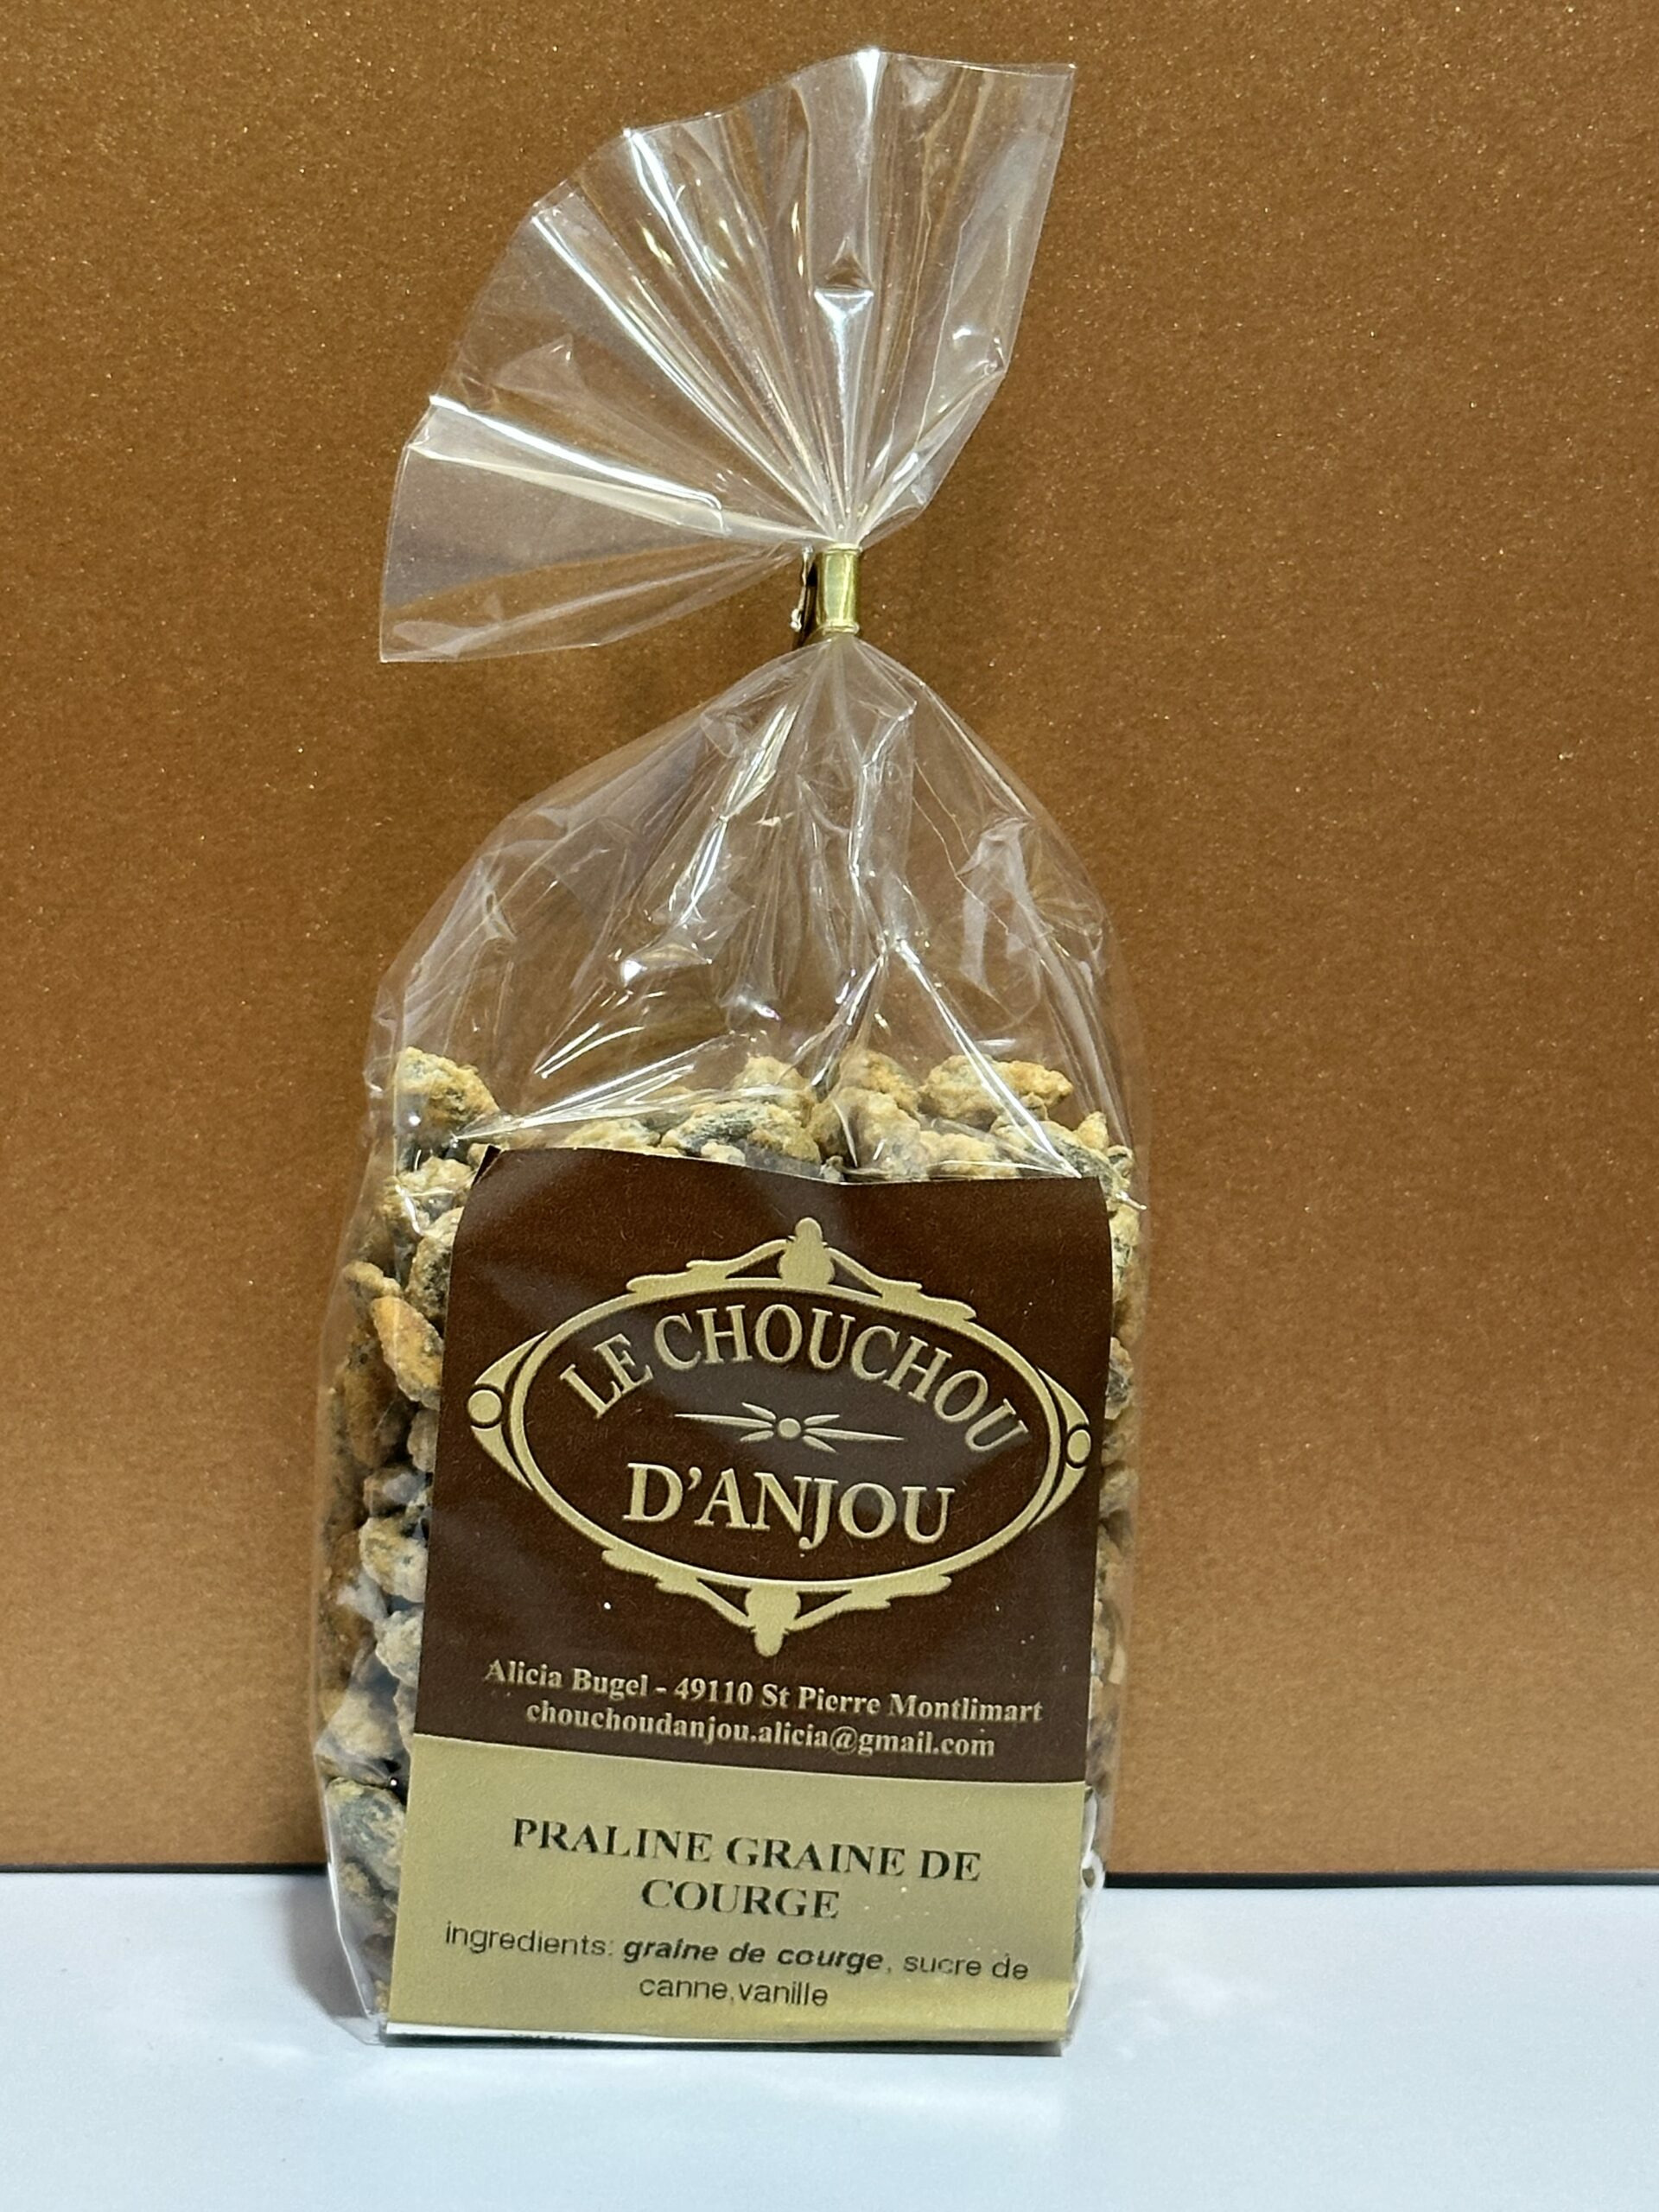 LE CHOUCHOU
D'ANJOU
Alicia Bugel - 49110 St Pierre Montlimart
chouchoudanjou.alicia@gmail.com
PRALINE GRAINE DE
COURGE
ingredients: graine de courge, sucre de
canne,vanille